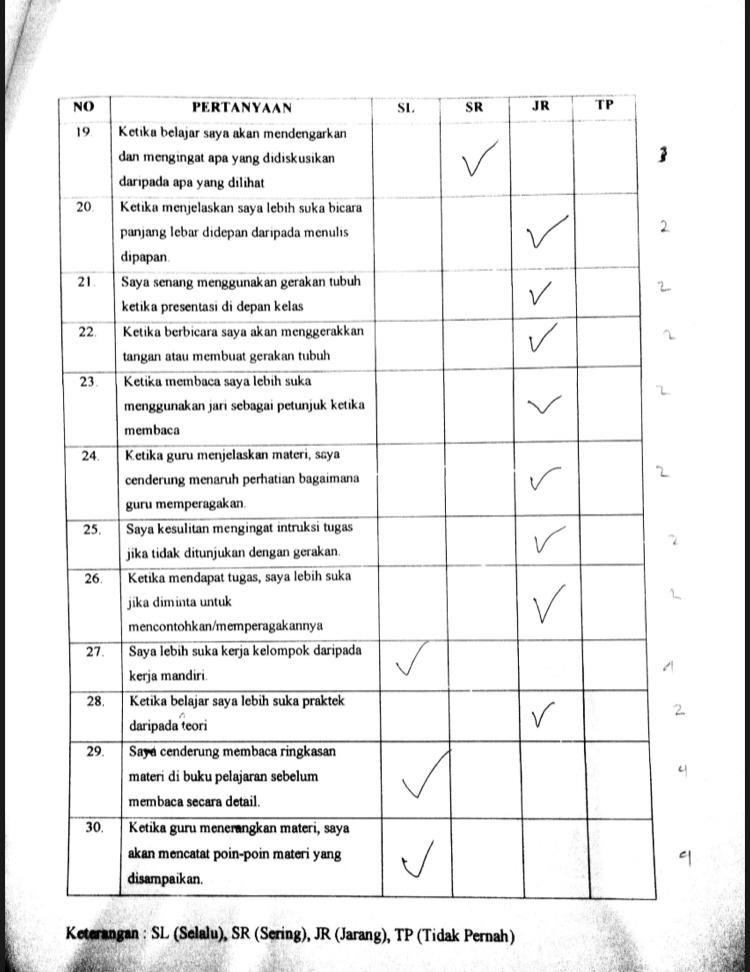 NO PERTANYAAN SL SR JR TP
19 Ketika belajar saya akan mendengarkan
dan mengingat apa yang didiskusikan
daripada apa yang dilihat
✓ 3
20 Ketika menjelaskan saya lebih suka bicara
panjang lebar didepan daripada menulis
dipapan.
✓ 2
21. Saya senang menggunakan gerakan tubuh
ketika presentasi di depan kelas
✓ 2
22. Ketika berbicara saya akan menggerakkan
tangan atau membuat gerakan tubuh
✓ 2
23. Ketika membaca saya lebih suka
menggunakan jari sebagai petunjuk ketika
membaca
✓ 2
24. Ketika guru menjelaskan materi, saya
cenderung menaruh perhatian bagaimana
guru memperagakan.
✓ 2
25. Saya kesulitan mengingat intruksi tugas
jika tidak ditunjukan dengan gerakan.
✓ 2
26. Ketika mendapat tugas, saya lebih suka
jika diminta untuk
mencontohkan/memperagakannya
✓ 2
27. Saya lebih suka kerja kelompok daripada
kerja mandiri.
✓ 4
28. Ketika belajar saya lebih suka praktek
daripada teori
✓ 2
29. Saya cenderung membaca ringkasan
materi di buku pelajaran sebelum
membaca secara detail.
✓ 4
30. Ketika guru menerangkan materi, saya
akan mencatat poin-poin materi yang
disampaikan.
✓ 4
Keterangan : SL (Selalu), SR (Sering), JR (Jarang), TP (Tidak Pernah)